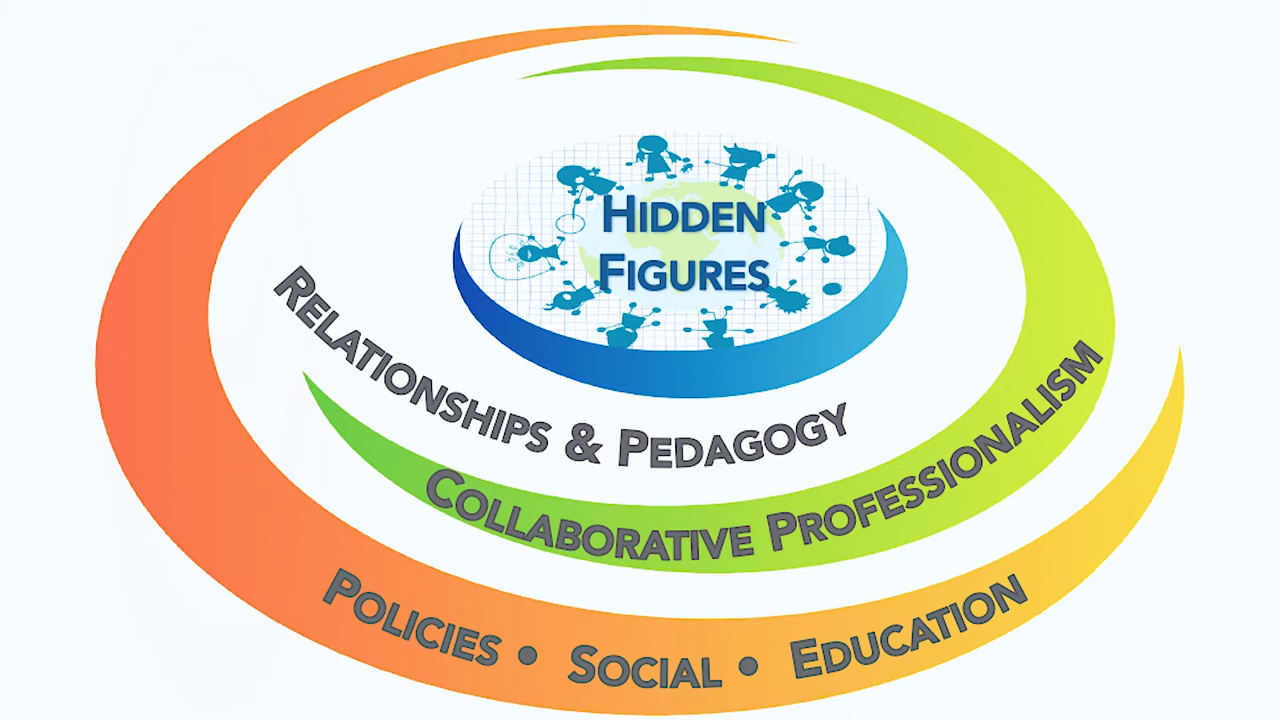 HIDDEN
FIGURES
RELATIONSHIPS & PEDAGOGY
COLLABORATIVE PROFESSIONALISM
POLICIES • SOCIAL • EDUCATION